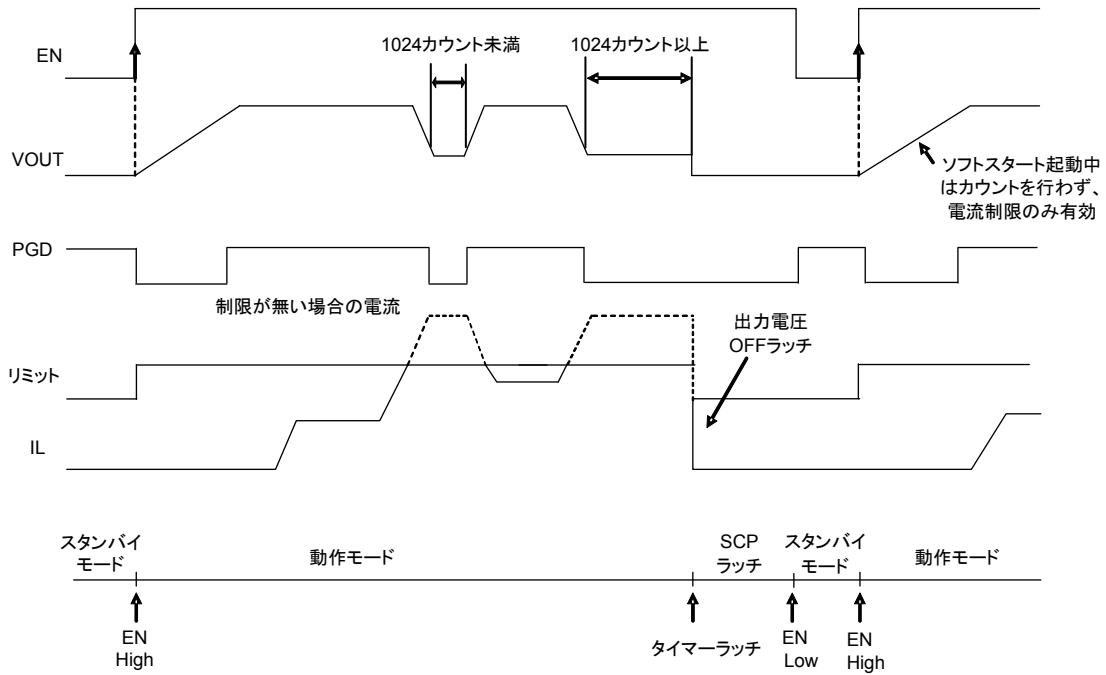 1024カウント未満
1024カウント以上
EN
VOUT
ソフトスタート起動中
はカウントを行わず、
電流制限のみ有効
PGD
制限が無い場合の電流
出力電圧
OFFラッチ
リミット
IL
スタンバイ
モード
動作モード
SCP
ラッチ
スタンバイ
モード
動作モード
EN
High
タイマーラッチ
EN
Low
EN
High